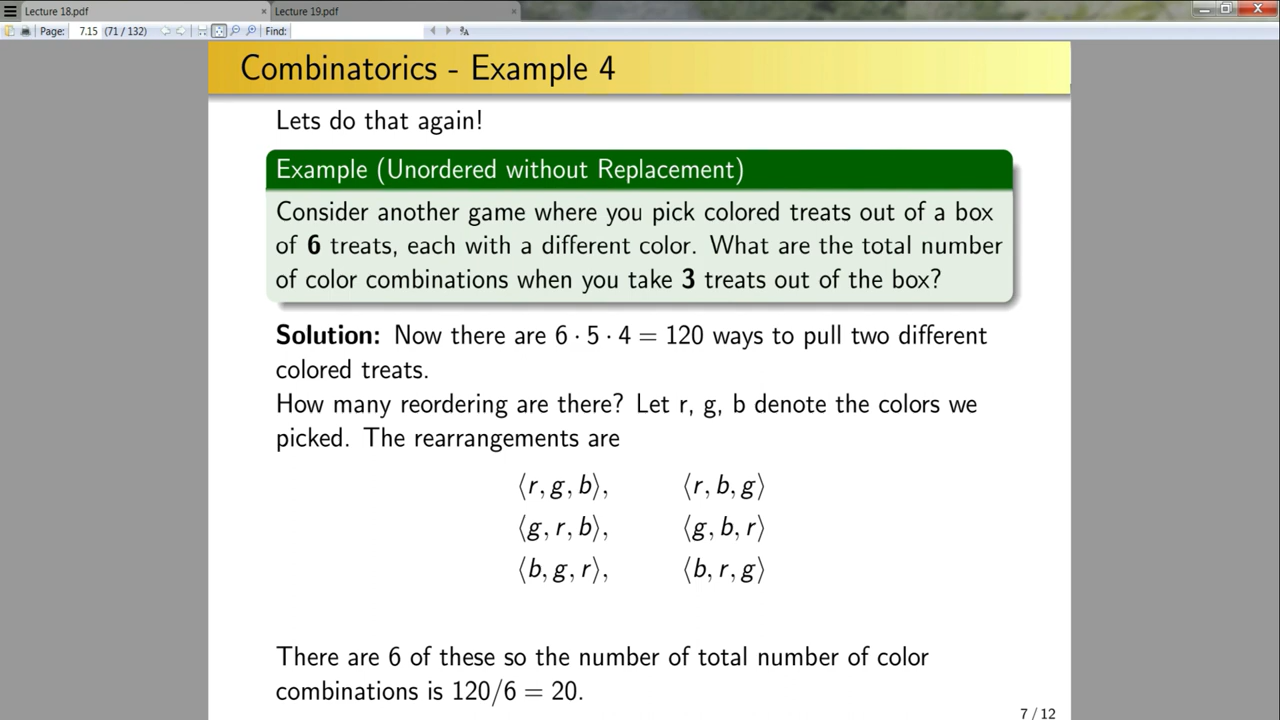 Lecture 18.pdf × Lecture 19.pdf ×
Page: 7.15 (71 / 132) Find:
Combinatorics - Example 4
Lets do that again!
Example (Unordered without Replacement)
Consider another game where you pick colored treats out of a box
of 6 treats, each with a different color. What are the total number
of color combinations when you take 3 treats out of the box?
Solution: Now there are 6 · 5 · 4 = 120 ways to pull two different
colored treats.
How many reordering are there? Let r, g, b denote the colors we
picked. The rearrangements are
⟨r, g, b⟩, ⟨r, b, g⟩
⟨g, r, b⟩, ⟨g, b, r⟩
⟨b, g, r⟩, ⟨b, r, g⟩
There are 6 of these so the number of total number of color
combinations is 120/6 = 20.
7 / 12